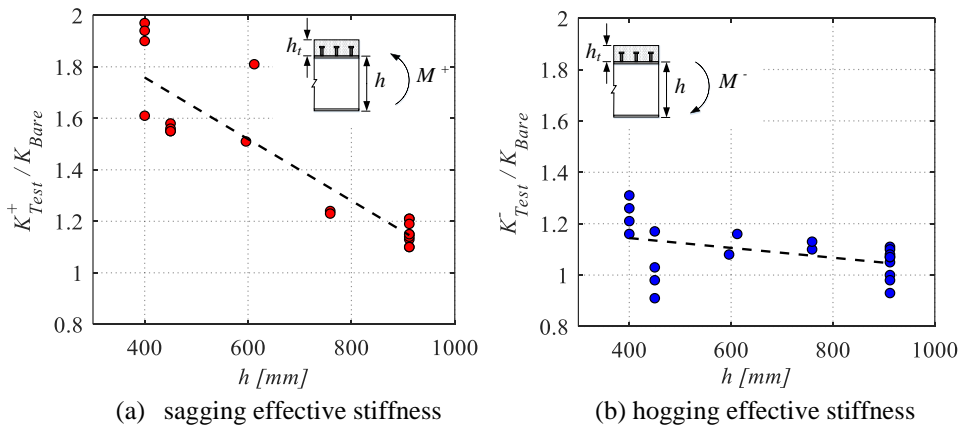 2
1.8
1.6
1.4
1.2
1
0.8
400 600 800 1000
K⁺Test / KBare
h [mm]
ht
h
M⁺
(a) sagging effective stiffness
2
1.8
1.6
1.4
1.2
1
0.8
400 600 800 1000
K⁻Test / KBare
h [mm]
ht
h
M⁻
(b) hogging effective stiffness